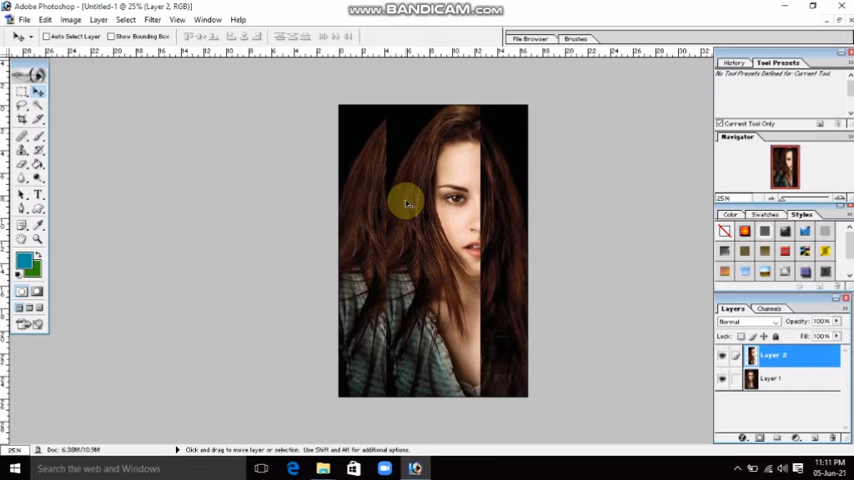 Adobe Photoshop - [Untitled-1 @ 25% (Layer 2, RGB)]
www.BANDICAM.com
File Edit Image Layer Select Filter View Window Help
Auto Select Layer Show Bounding Box
File Browser Brushes
History Tool Presets
No Tool Presets Defined for Current Tool
Current Tool Only
Navigator
25%
Color Swatches Styles
Layers Channels
Normal Opacity: 100%
Lock: Fill: 100%
Layer 2
Layer 1
25% Doc: 6.38M/10.9M Click and drag to move layer or selection. Use Shift and Alt for additional options.
Search the web and Windows
11:11 PM
05-Jun-21